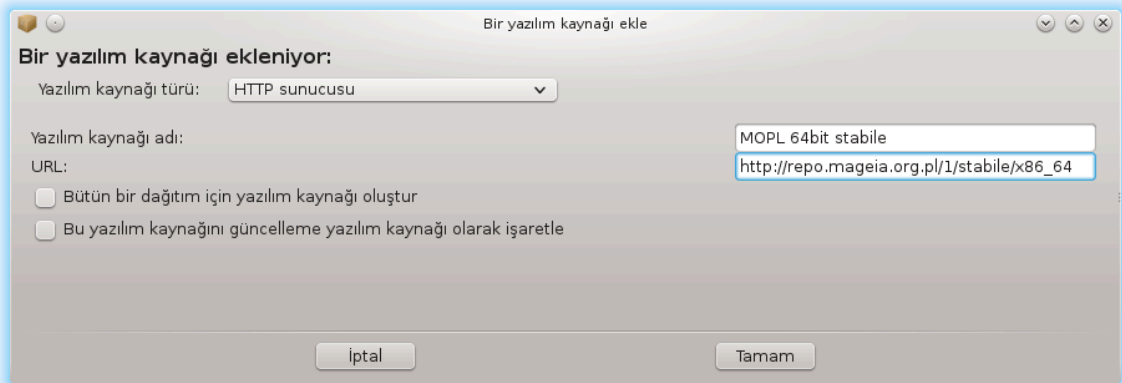 Bir yazılım kaynağı ekle
Bir yazılım kaynağı ekleniyor:
Yazılım kaynağı türü: HTTP sunucusu
Yazılım kaynağı adı: MOPL 64bit stabile
URL: http://repo.mageia.org.pl/1/stabile/x86_64
Bütün bir dağıtım için yazılım kaynağı oluştur
Bu yazılım kaynağını güncelleme yazılım kaynağı olarak işaretle
İptal Tamam